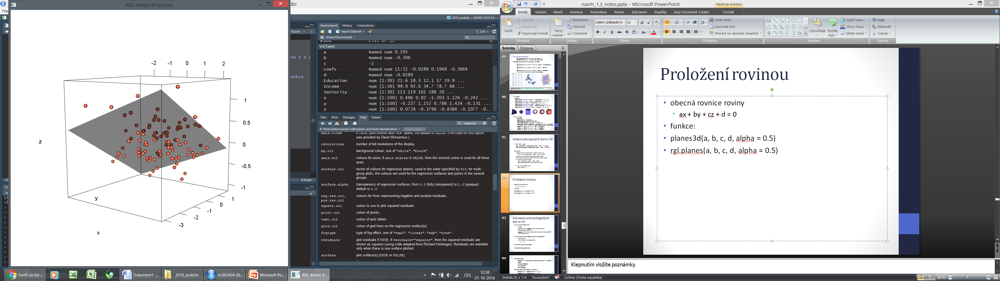 RGL device 49 [Focus]
-2 -1 0 1 2
1
0.5
0
-0.5
-1
z
y
x
1
0
-1
-2
-3
File
dio
2018_podzim — Bi3434 2018 2.6
Source
na x a y
unkce
R Script
Environment History Connections
Import Dataset
List
Global Environment
Values
a Named num 0.195
b Named num -0.306
c -1
coefs Named num [1:3] -0.0289 0.1948 -0.3064
d Named num -0.0289
Education num [1:30] 21.6 18.3 12.1 17 19.9 ...
Income num [1:30] 99.9 92.6 34.7 78.7 68 ...
Seniority num [1:30] 113 119 101 188 20 ...
x num [1:100] 0.496 0.92 -1.203 1.126 -0.242 ...
y num [1:100] -0.227 1.152 0.786 1.424 -0.131 ...
z num [1:100] 0.0728 -0.3796 -0.8386 -0.1077 -0...
Files Plots Packages Help Viewer
scatter3d
R: Three-Dimensional Scatterplots and Point Identification
Find in Topic
axis.ticks if TRUE, print interior axis-"tick" labels; the default is FALSE. (The code for this option
was provided by David Winsemius.)
revolutions number of full revolutions of the display.
bg.col background colour; one of "white", "black".
axis.col colours for axes; if axis.scales is FALSE, then the second colour is used for all three
axes.
surface.col vector of colours for regression planes, used in the order specified by fit; for multi-
group plots, the colours are used for the regression surfaces and points in the several
groups.
surface.alpha transparency of regression surfaces, from 0.0 (fully transparent) to 1.0 (opaque);
default is 0.5.
neg.res.col, colours for lines representing negative and positive residuals.
pos.res.col
square.col colour to use to plot squared residuals.
point.col colour of points.
text.col colour of axis labels.
grid.col colour of grid lines on the regression surface(s).
fogtype type of fog effect; one of "exp2", "linear", "exp", "none".
residuals plot residuals if TRUE; if residuals="squares", then the squared residuals are
shown as squares (using code adapted from Richard Heiberger). Residuals are available
only when there is one surface plotted.
surface plot surface(s) (TRUE or FALSE).
navrh_1.3_notes.pptx - Microsoft PowerPoint
Nástroje kreslení
Domů Vložení Návrh Animace Prezentace Revize Zobrazení Doplňky Easy Document Creator Formát
Vložit
Vyjmout
Kopírovat
Kopírovat formát
Schránka
Nový
snímek
Rozložení
Obnovit
Odstranit
Snímky
Calibri (Základní te 22
Písmo
Směr textu
Zarovnat text
Převést na obrázek SmartArt
Odstavec
Uspořádat
Rychlé
styly
Výplň tvaru
Obrys tvaru
Efekty tvarů
Kreslení
Najít
Nahradit
Vybrat
Úpravy
Snímky Osnova
89
90
91
Uložení zobrazených dat ve 3D
92
Proložení rovinou
93
Zobrazení antropologických
dat ve 3D
94
Proložení rovinou
• obecná rovnice roviny
• ax + by + cz + d = 0
• funkce:
• planes3d(a, b, c, d, alpha = 0.5)
• rgl.planes(a, b, c, d, alpha = 0.5)
Klepnutím vložíte poznámky.
Snímek 92 z 114 "Sousedství" Čeština (Česká republika)
88 %
Yuri!!! on Ice ...
Dokument1 -...
2018_podzim
H:/Bi3434 20...
Microsoft Po...
RGL device 4...
CES
12:38
27. 10. 2018